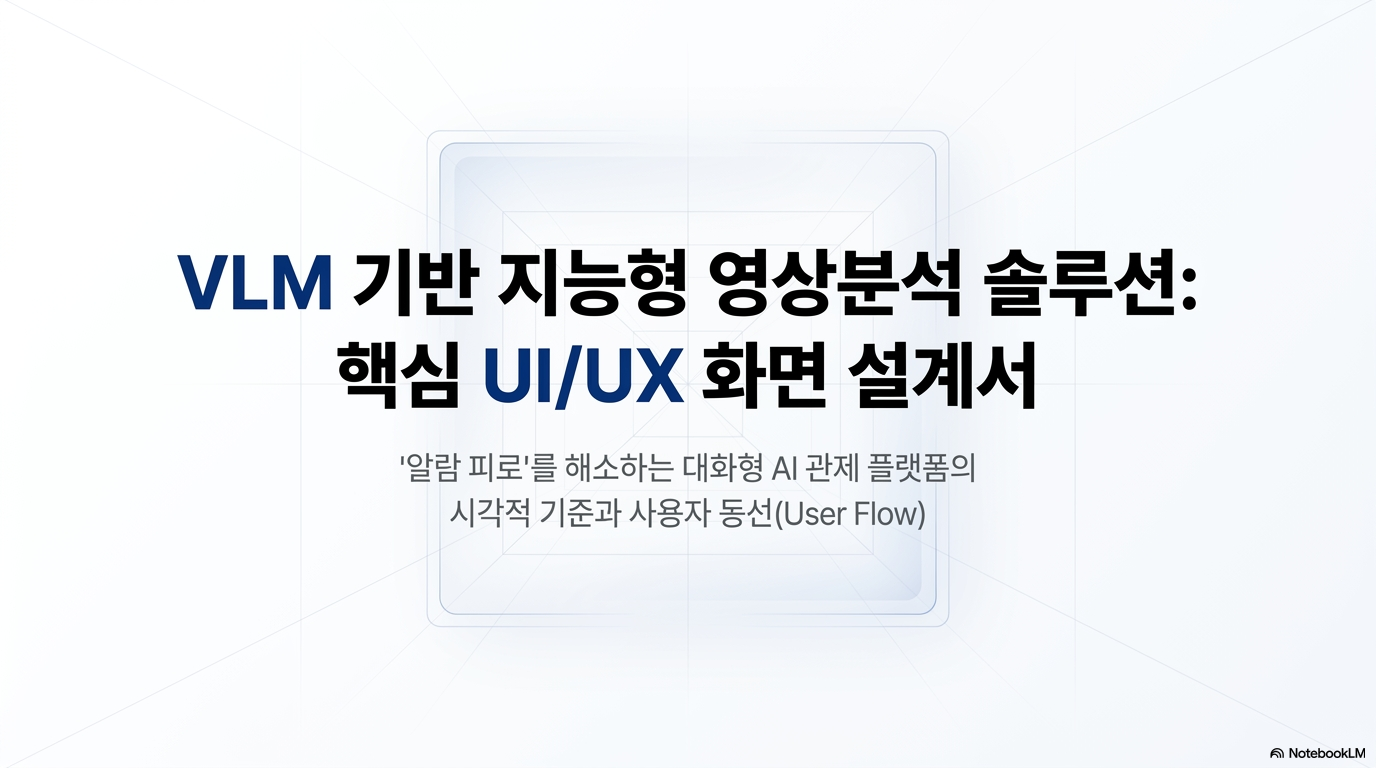 VLM 기반 지능형 영상분석 솔루션:
핵심 UI/UX 화면 설계서
'알람 피로'를 해소하는 대화형 AI 관제 플랫폼의
시각적 기준과 사용자 동선(User Flow)
NotebookLM